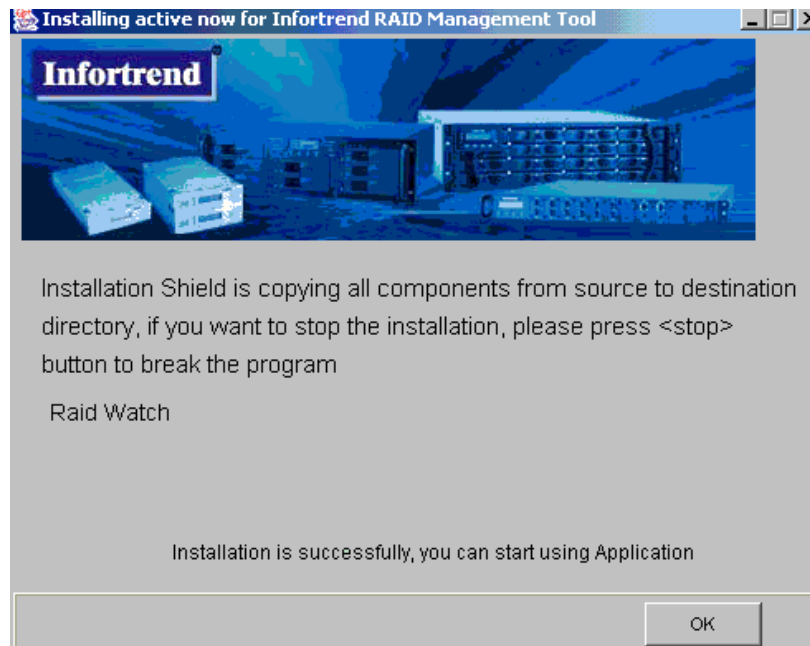 Installing active now for Infortrend RAID Management Tool
Infortrend
Installation Shield is copying all components from source to destination
directory, if you want to stop the installation, please press <stop>
button to break the program
Raid Watch
Installation is successfully, you can start using Application
OK